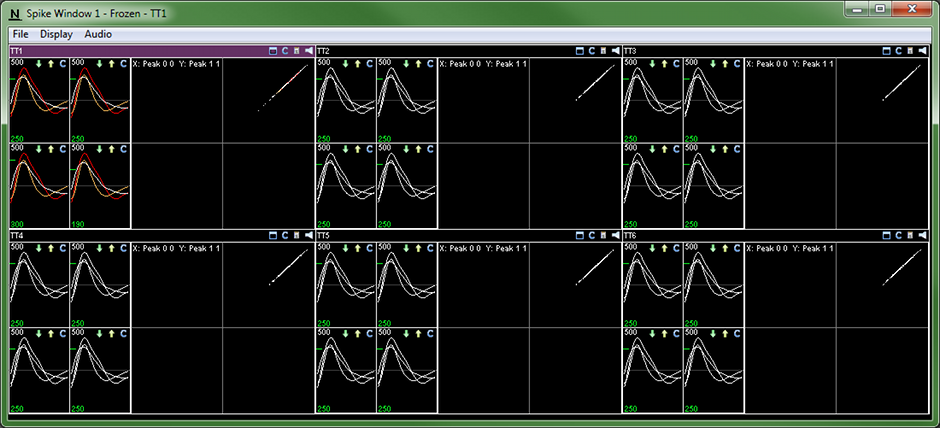 N Spike Window 1 - Frozen - TT1
File Display Audio
TT1 C TT2 C TT3 C
500 C 500 C X: Peak 0 0 Y: Peak 1 1 500 C 500 C X: Peak 0 0 Y: Peak 1 1 500 C 500 C X: Peak 0 0 Y: Peak 1 1
250 250 250 250 250 250
500 C 500 C 500 C 500 C 500 C 500 C
200 190 250 250 250 250
TT4 C TT5 C TT6 C
500 C 500 C X: Peak 0 0 Y: Peak 1 1 500 C 500 C X: Peak 0 0 Y: Peak 1 1 500 C 500 C X: Peak 0 0 Y: Peak 1 1
250 250 250 250 250 250
500 C 500 C 500 C 500 C 500 C 500 C
250 250 250 250 250 250